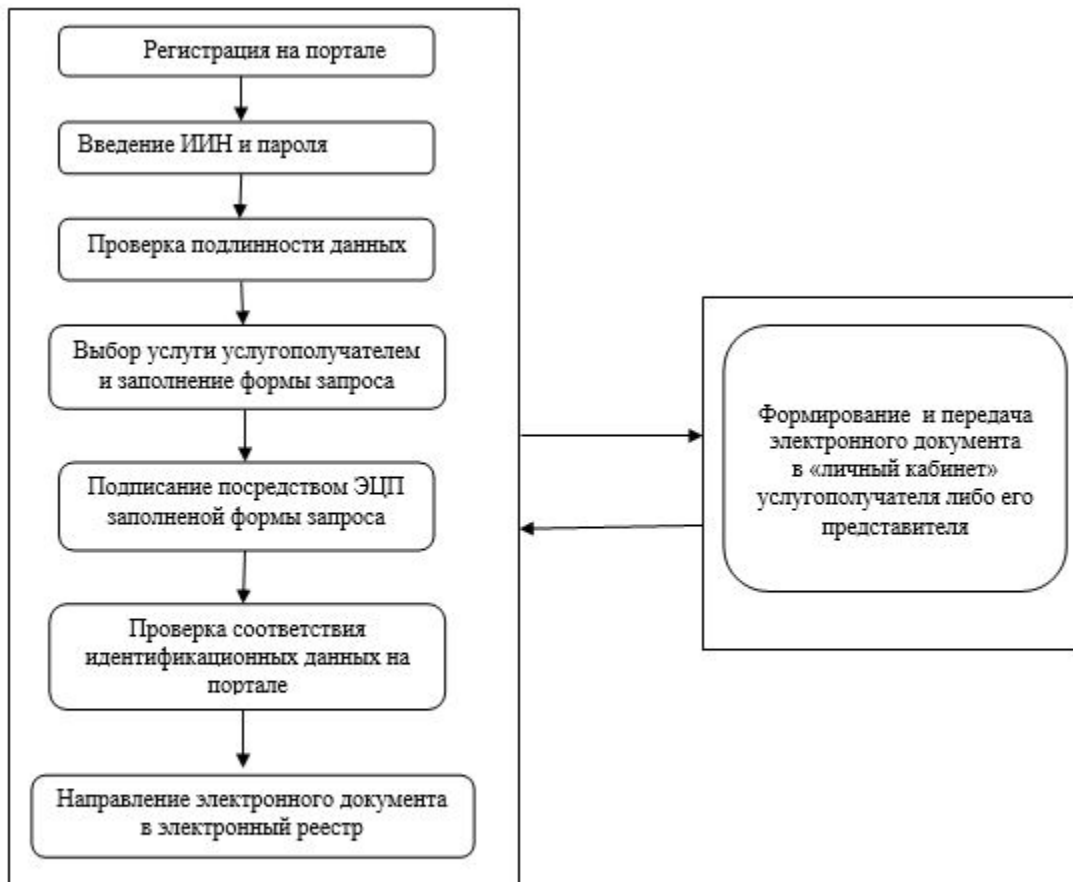 Регистрация на портале
Введение ИИН и пароля
Проверка подлинности данных
Выбор услуги услугополучателем
и заполнение формы запроса
Подписание посредством ЭЦП
заполненой формы запроса
Проверка соответствия
идентификационных данных на
портале
Направление электронного документа
в электронный реестр
Формирование и передача
электронного документа
в «личный кабинет»
услугополучателя либо его
представителя